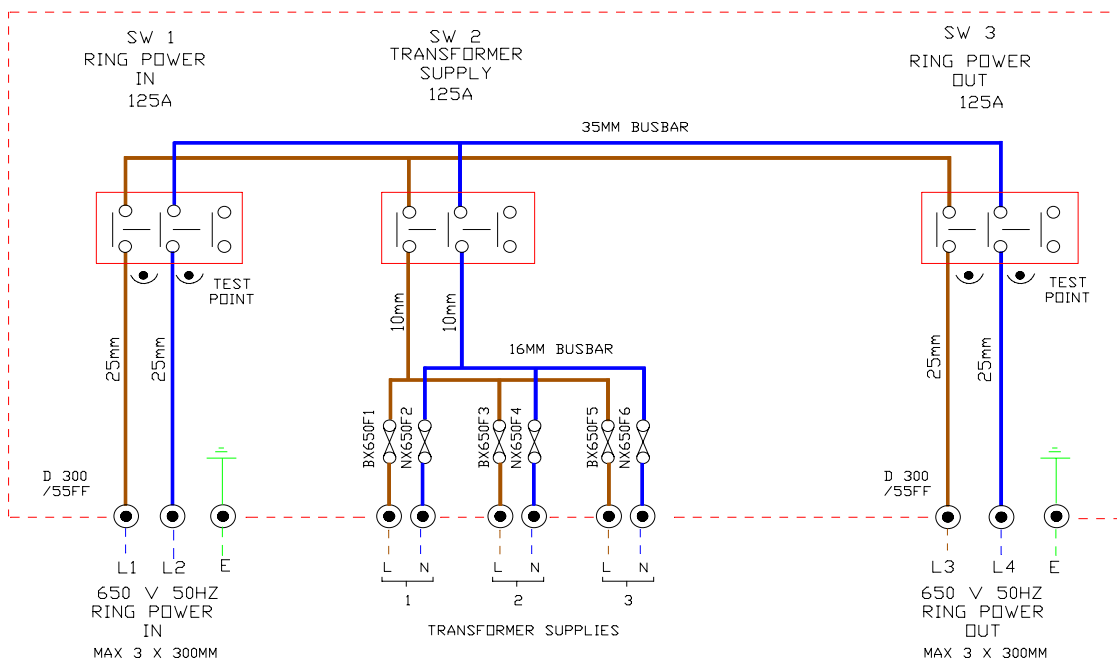 SW 1
RING POWER
IN
125A
SW 2
TRANSFORMER
SUPPLY
125A
SW 3
RING POWER
OUT
125A
35MM BUSBAR
TEST
POINT
TEST
POINT
25mm
25mm
10mm
10mm
25mm
25mm
16MM BUSBAR
BX650F1
NX650F2
BX650F3
NX650F4
BX650F5
NX650F6
D 300
/55FF
D 300
/55FF
L1
L2
E
L
N
L
N
L
N
L3
L4
E
1
2
3
650 V 50HZ
RING POWER
IN
MAX 3 X 300MM
TRANSFORMER SUPPLIES
650 V 50HZ
RING POWER
OUT
MAX 3 X 300MM